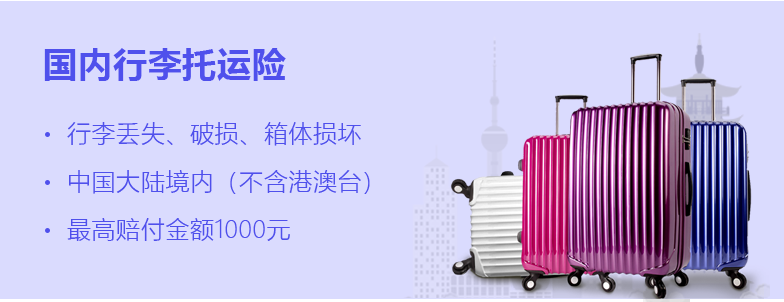 国内行李托运险
• 行李丢失、破损、箱体损坏
• 中国大陆境内（不含港澳台）
• 最高赔付金额1000元